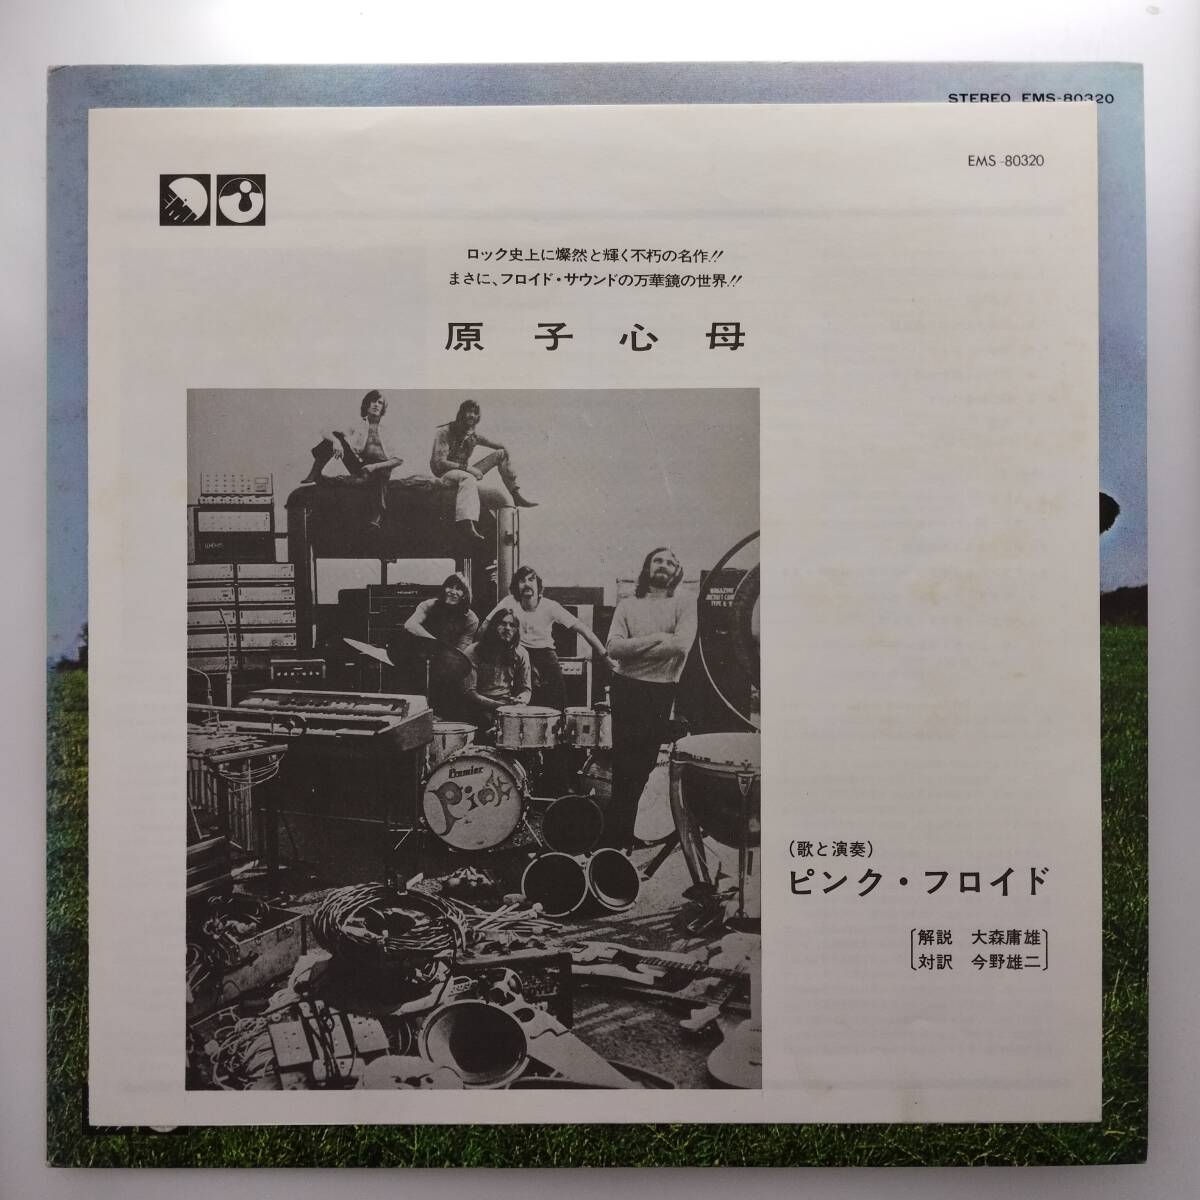 STEREO EMS-80320
EMS-80320
ロック史上に燦然と輝く不朽の名作!!
まさに、フロイド・サウンドの万華鏡の世界!!
原子心母
Premier
Pink
(歌と演奏)
ピンク・フロイド
解説 大森庸雄
対訳 今野雄二